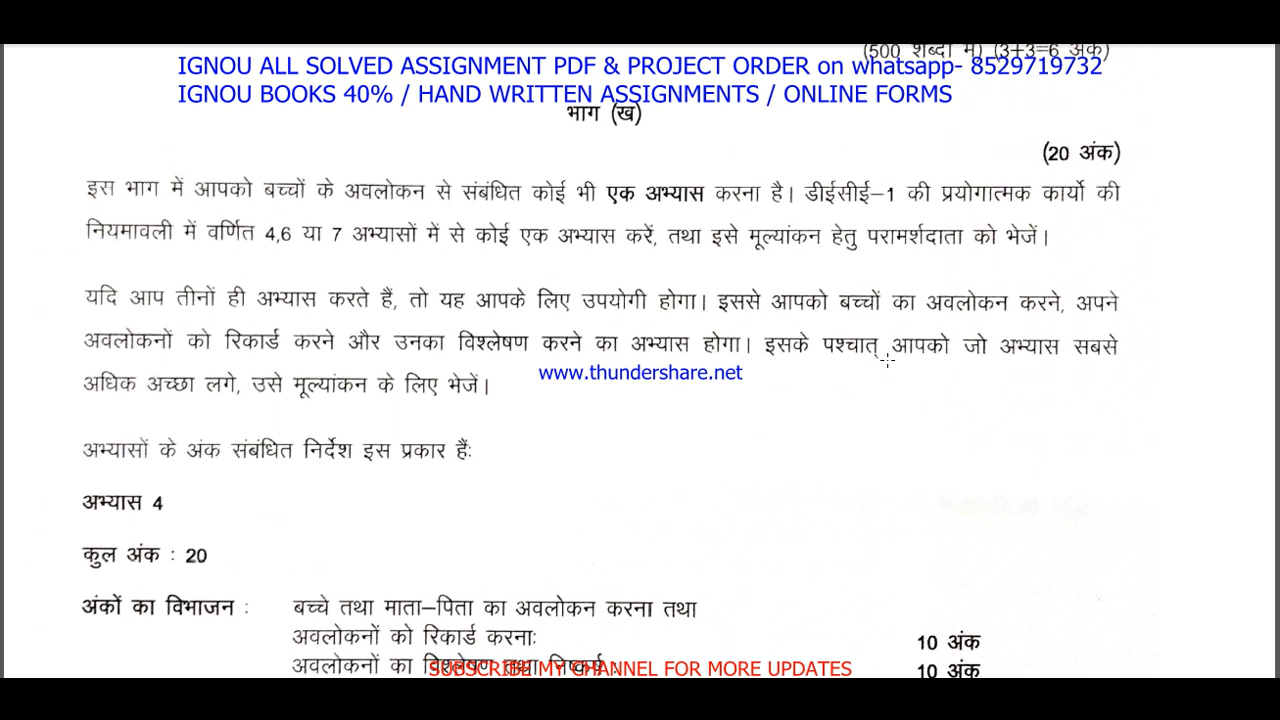 (500 शब्दों में) (3+3=6 अंक)
IGNOU ALL SOLVED ASSIGNMENT PDF & PROJECT ORDER on whatsapp- 8529719732
IGNOU BOOKS 40% / HAND WRITTEN ASSIGNMENTS / ONLINE FORMS
भाग (ख)
(20 अंक)
इस भाग में आपको बच्चों के अवलोकन से संबंधित कोई भी एक अभ्यास करना है। डीईसीई-1 की प्रयोगात्मक कार्यो की
नियमावली में वर्णित 4,6 या 7 अभ्यासों में से कोई एक अभ्यास करें, तथा इसे मूल्यांकन हेतु परामर्शदाता को भेजें।
यदि आप तीनों ही अभ्यास करते हैं, तो यह आपके लिए उपयोगी होगा। इससे आपको बच्चों का अवलोकन करने, अपने
अवलोकनों को रिकार्ड करने और उनका विश्लेषण करने का अभ्यास होगा। इसके पश्चात् आपको जो अभ्यास सबसे
www.thundershare.net
अधिक अच्छा लगे, उसे मूल्यांकन के लिए भेजें।
अभ्यासों के अंक संबंधित निर्देश इस प्रकार हैंः
अभ्यास 4
कुल अंक : 20
अंकों का विभाजन : बच्चे तथा माता-पिता का अवलोकन करना तथा
अवलोकनों को रिकार्ड करनाः 10 अंक
अवलोकनों का विश्लेषण तथा निष्कर्ष : 10 अंक
SUBSCRIBE MY CHANNEL FOR MORE UPDATES